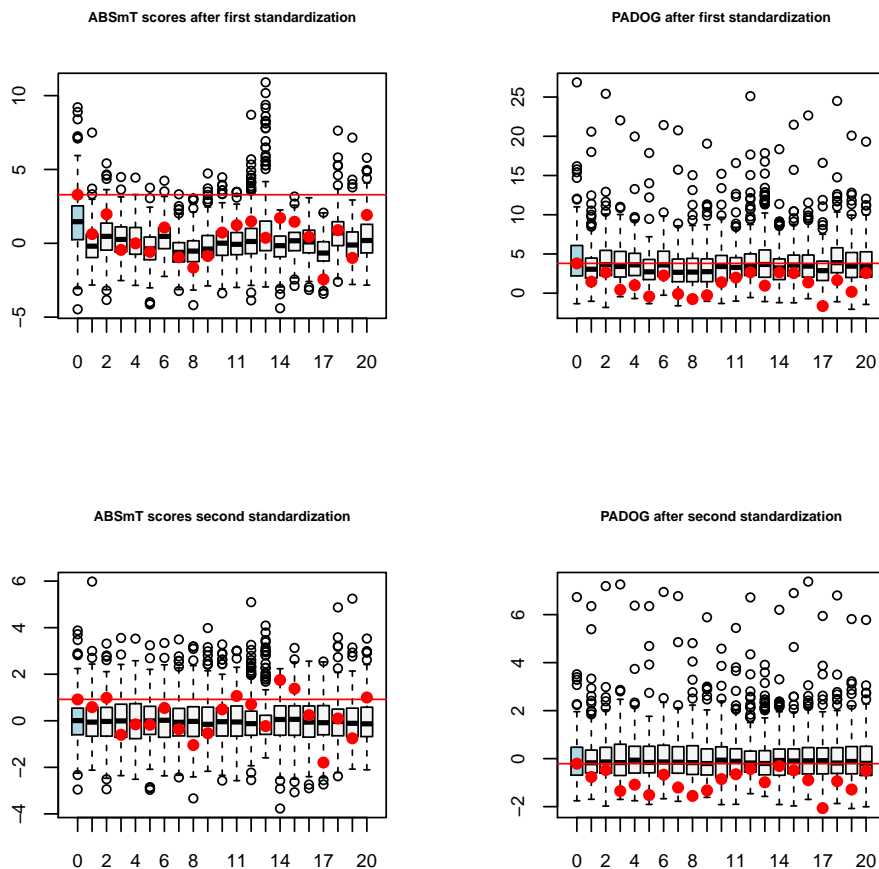 ABSmT scores after first standardization
10
5
0
−5
0 2 4 6 8 11 14 17 20
PADOG after first standardization
25
20
15
10
5
0
0 2 4 6 8 11 14 17 20
ABSmT scores second standardization
6
4
2
0
−2
−4
0 2 4 6 8 11 14 17 20
PADOG after second standardization
6
4
2
0
−2
0 2 4 6 8 11 14 17 20